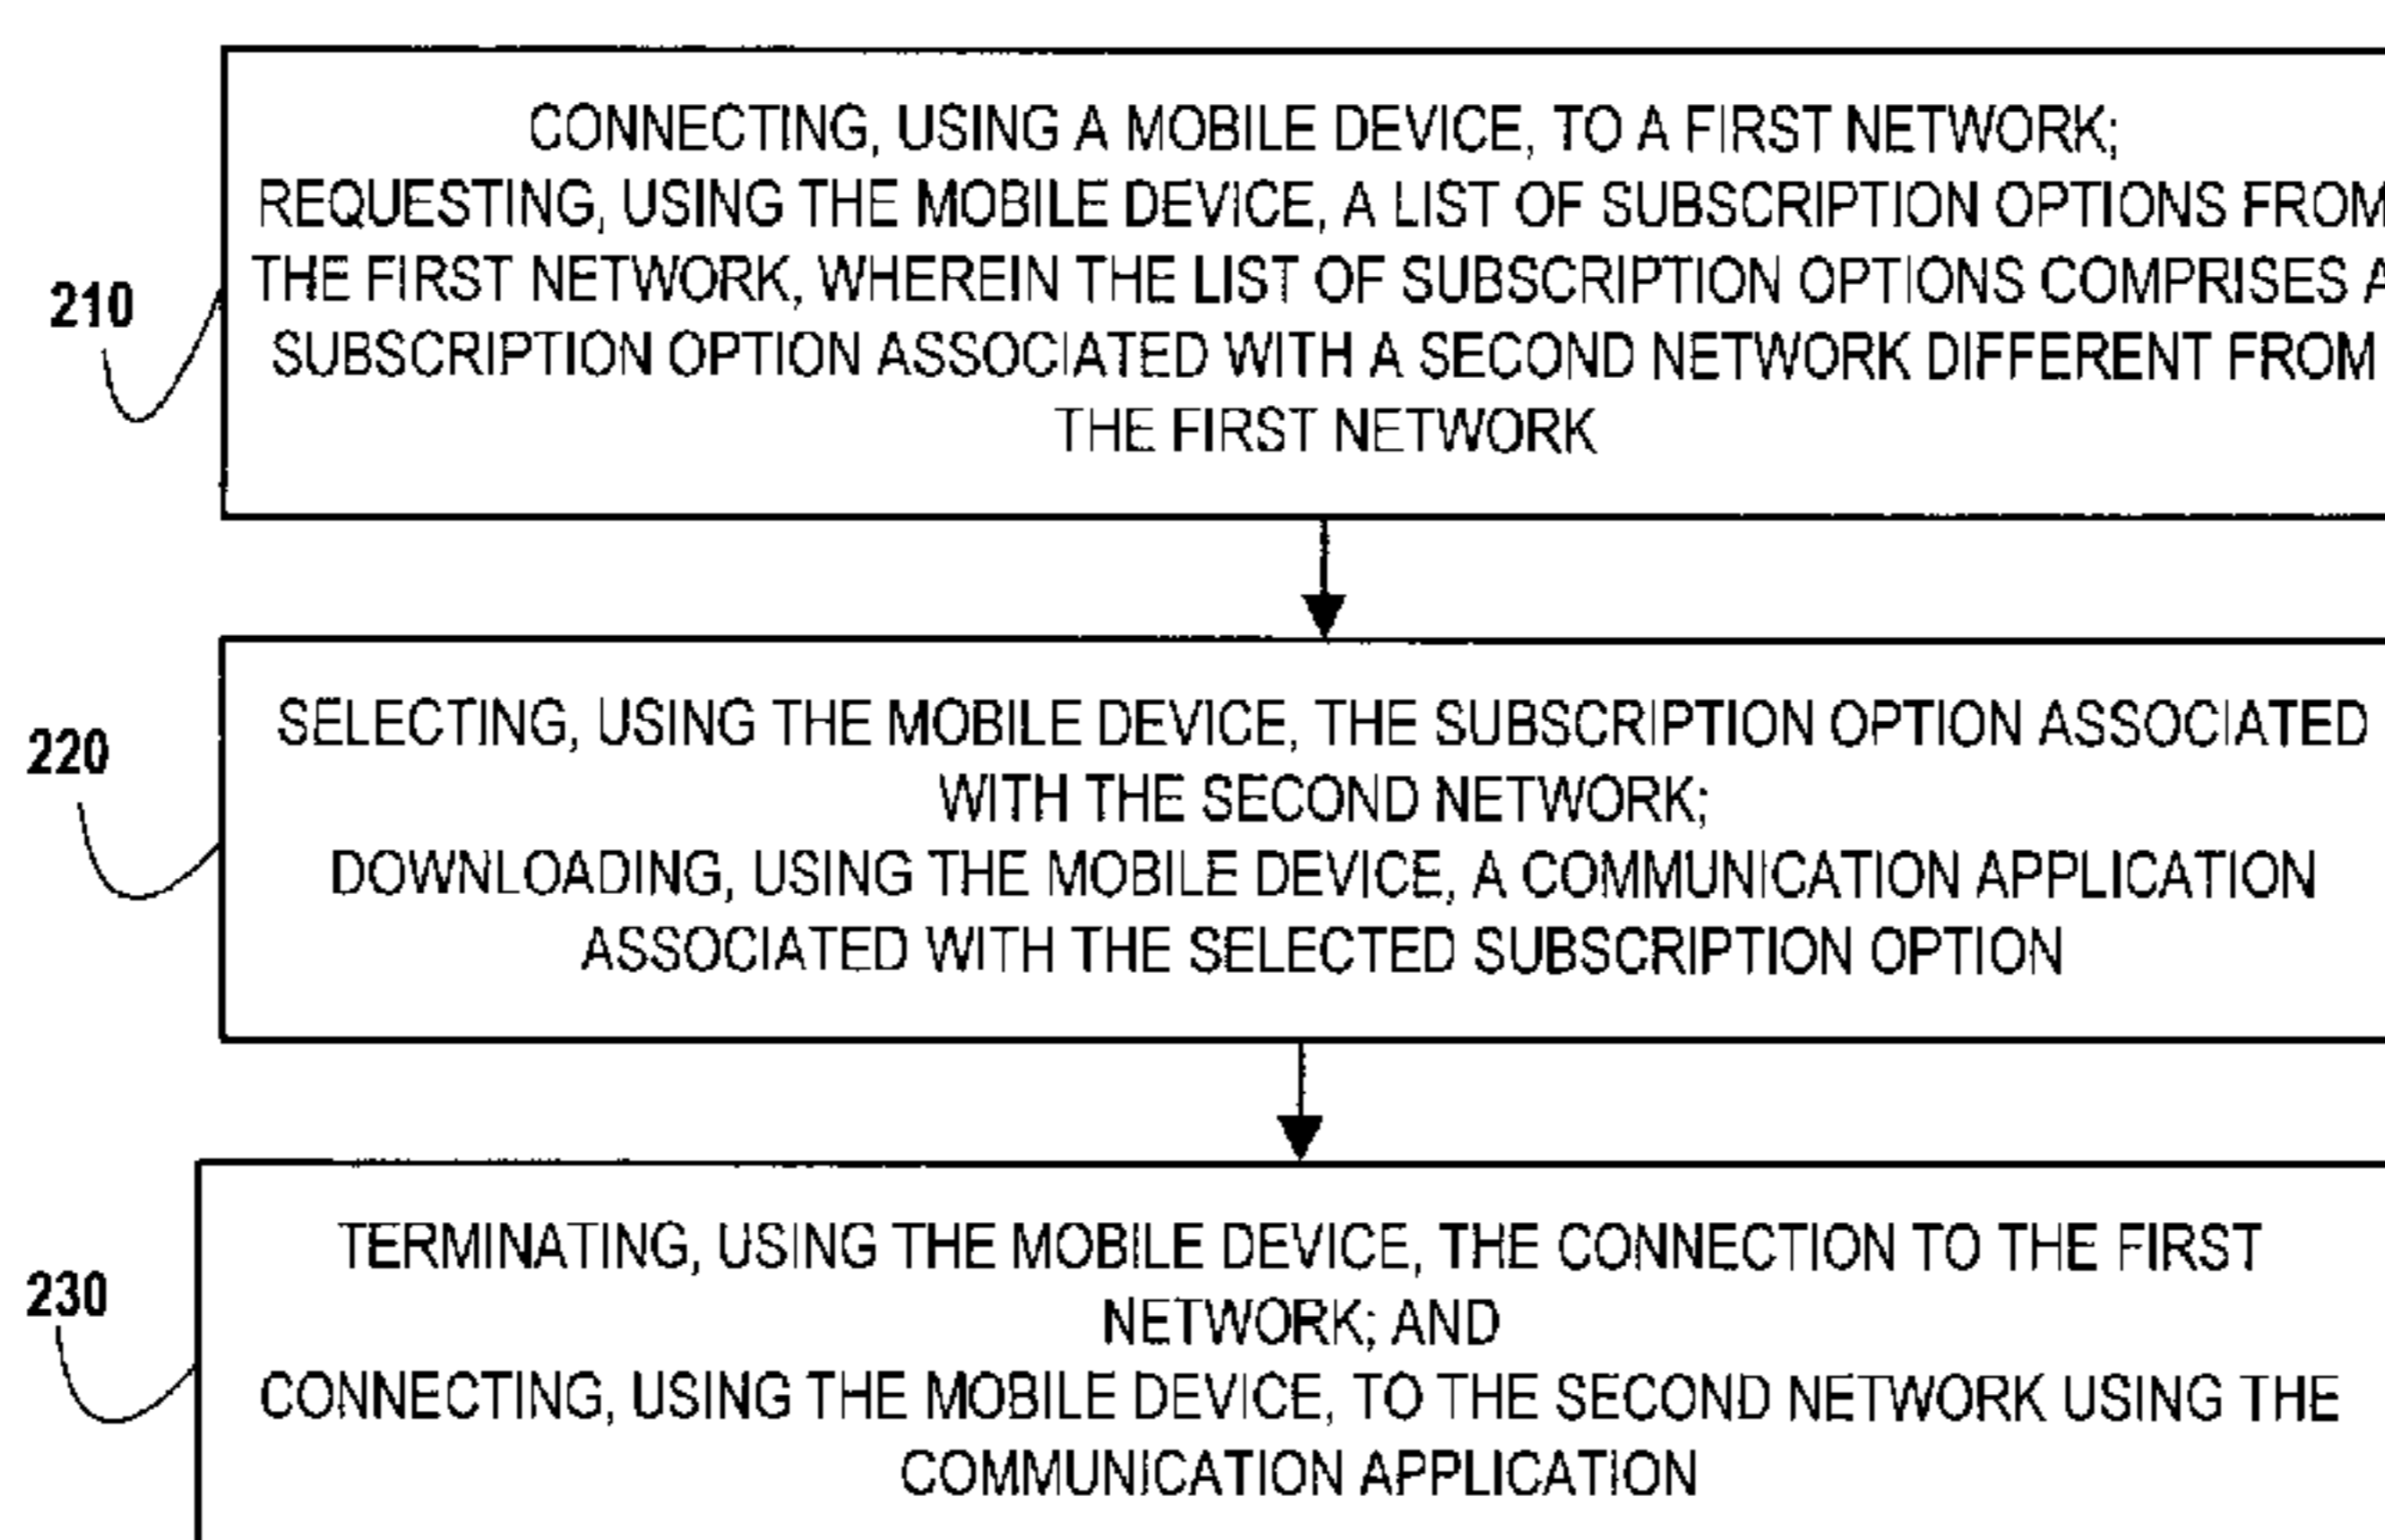 CONNECTING, USING A MOBILE DEVICE, TO A FIRST NETWORK;
REQUESTING, USING THE MOBILE DEVICE, A LIST OF SUBSCRIPTION OPTIONS FROM
THE FIRST NETWORK, WHEREIN THE LIST OF SUBSCRIPTION OPTIONS COMPRISES A
SUBSCRIPTION OPTION ASSOCIATED WITH A SECOND NETWORK DIFFERENT FROM
THE FIRST NETWORK
210
SELECTING, USING THE MOBILE DEVICE, THE SUBSCRIPTION OPTION ASSOCIATED
WITH THE SECOND NETWORK;
DOWNLOADING, USING THE MOBILE DEVICE, A COMMUNICATION APPLICATION
ASSOCIATED WITH THE SELECTED SUBSCRIPTION OPTION
220
TERMINATING, USING THE MOBILE DEVICE, THE CONNECTION TO THE FIRST
NETWORK; AND
CONNECTING, USING THE MOBILE DEVICE, TO THE SECOND NETWORK USING THE
COMMUNICATION APPLICATION
230